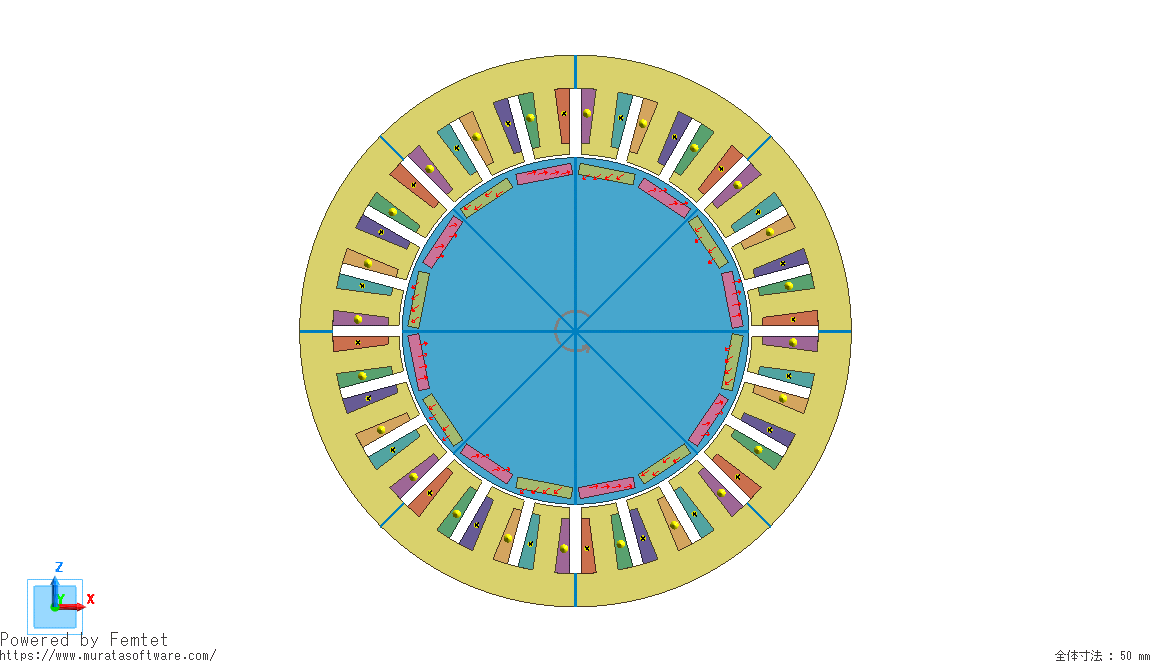 Z
Y
X
Powered by Femtet
https://www.muratasoftware.com/
全体寸法 : 50 mm